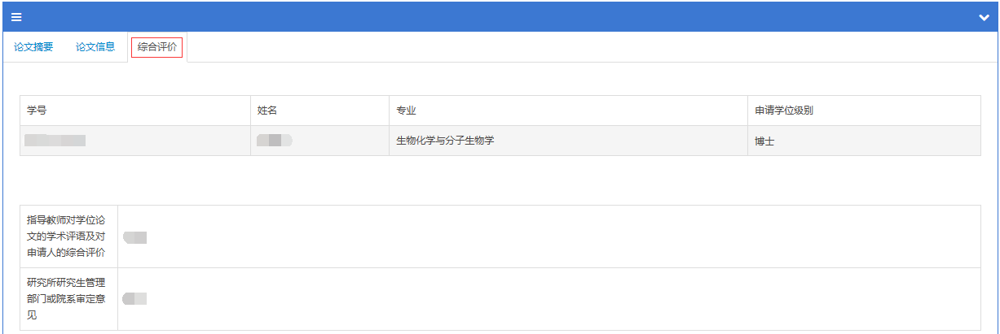 论文摘要 论文信息 综合评价
学号 姓名 专业 申请学位级别
生物化学与分子生物学 博士
指导教师对学位论
文的学术评语及对
申请人的综合评价
研究所研究生管理
部门或院系审定意
见